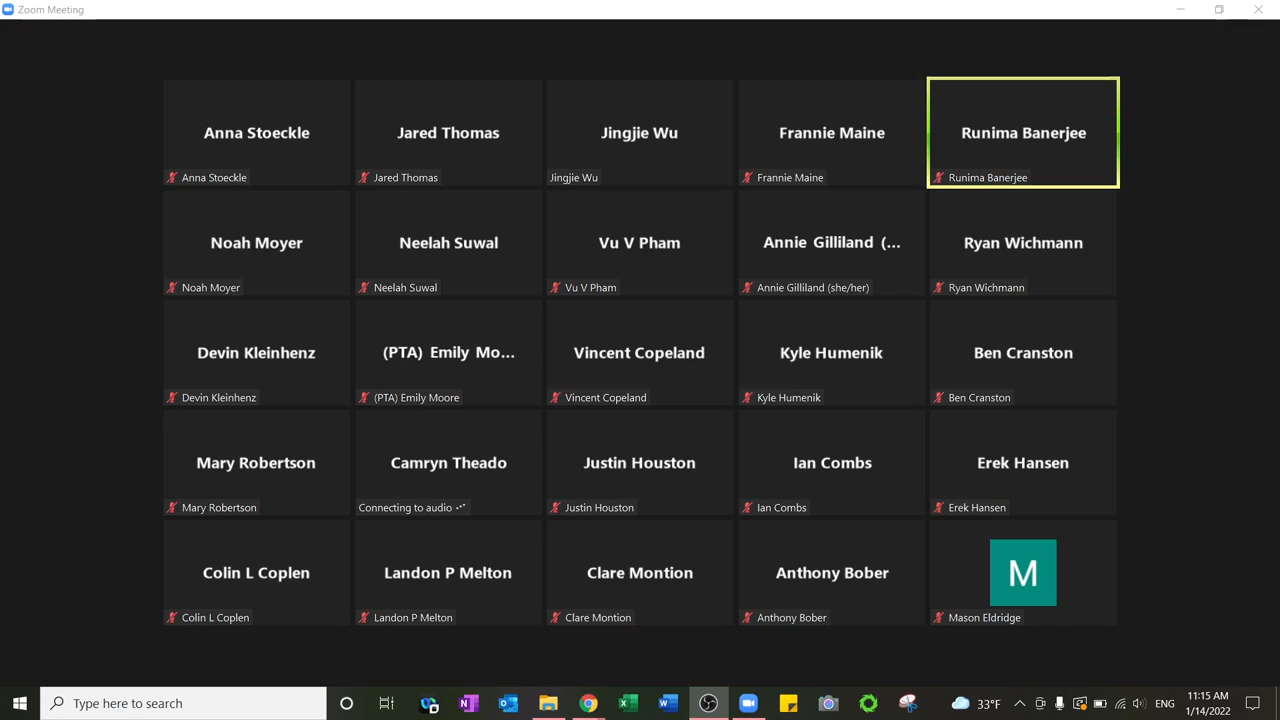 Zoom Meeting
Anna Stoeckle
Jared Thomas
Jingjie Wu
Frannie Maine
Runima Banerjee
Anna Stoeckle
Jared Thomas
Jingjie Wu
Frannie Maine
Runima Banerjee
Noah Moyer
Neelah Suwal
Vu V Pham
Annie Gilliland (...
Ryan Wichmann
Noah Moyer
Neelah Suwal
Vu V Pham
Annie Gilliland (she/her)
Ryan Wichmann
Devin Kleinhenz
(PTA) Emily Mo...
Vincent Copeland
Kyle Humenik
Ben Cranston
Devin Kleinhenz
(PTA) Emily Moore
Vincent Copeland
Kyle Humenik
Ben Cranston
Mary Robertson
Camryn Theado
Justin Houston
Ian Combs
Erek Hansen
Mary Robertson
Connecting to audio
Justin Houston
Ian Combs
Erek Hansen
Colin L Coplen
Landon P Melton
Clare Montion
Anthony Bober
M
Colin L Coplen
Landon P Melton
Clare Montion
Anthony Bober
Mason Eldridge
Type here to search
33°F
ENG
11:15 AM
1/14/2022